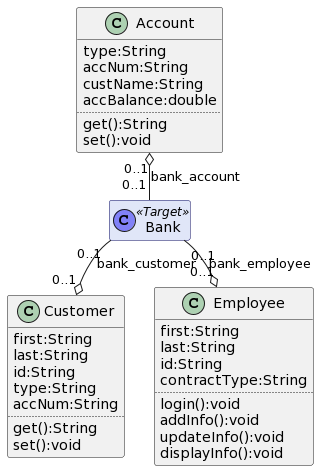 C Account
type:String
accNum:String
custName:String
accBalance:double
get():String
set():void
0..1
0..1
bank_account
C «Target»
Bank
0..1
bank_customer
0..1
0..1
bank_employee
0..1
C Customer
first:String
last:String
id:String
type:String
accNum:String
get():String
set():void
C Employee
first:String
last:String
id:String
contractType:String
login():void
addInfo():void
updateInfo():void
displayInfo():void